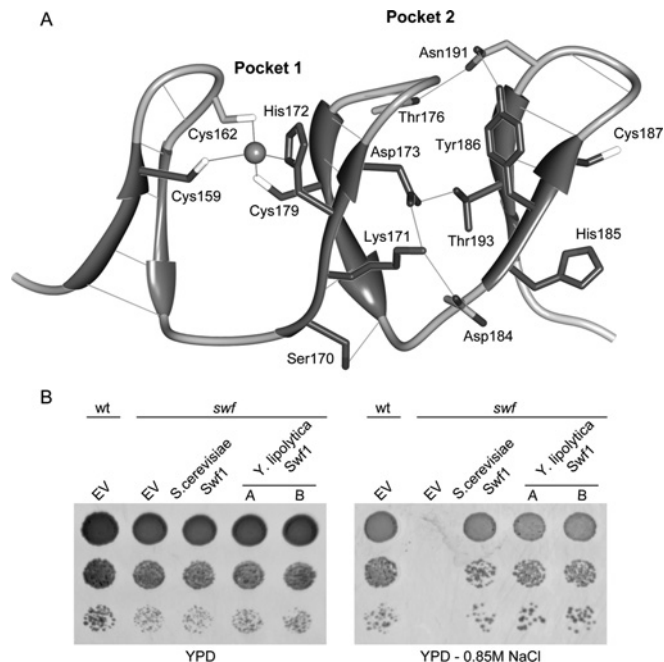 A
Pocket 2
Pocket 1
Asn191
Cys162
His172
Thr176
Cys187
Asp173
Tyr186
Cys159
Cys179
Lys171
Thr193
His185
Ser170
Asp184
B
wt swf wt swf
EV EV S.cerevisiae Swf1 Y. lipolytica Swf1 EV EV S.cerevisiae Swf1 Y. lipolytica Swf1
A B A B
YPD YPD - 0.85M NaCl